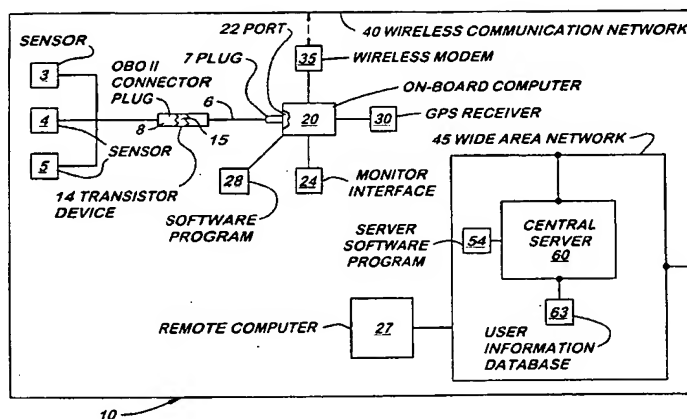 22 PORT
40 WIRELESS COMMUNICATION NETWORK
SENSOR
7 PLUG
35
WIRELESS MODEM
3
OBO II
CONNECTOR
PLUG
6
ON-BOARD COMPUTER
4
8
15
20
30
GPS RECEIVER
SENSOR
45 WIDE AREA NETWORK
5
28
24
MONITOR
INTERFACE
14 TRANSISTOR
DEVICE
SOFTWARE
PROGRAM
SERVER
SOFTWARE
PROGRAM
54
CENTRAL
SERVER
60
REMOTE COMPUTER
27
63
USER
INFORMATION
DATABASE
10